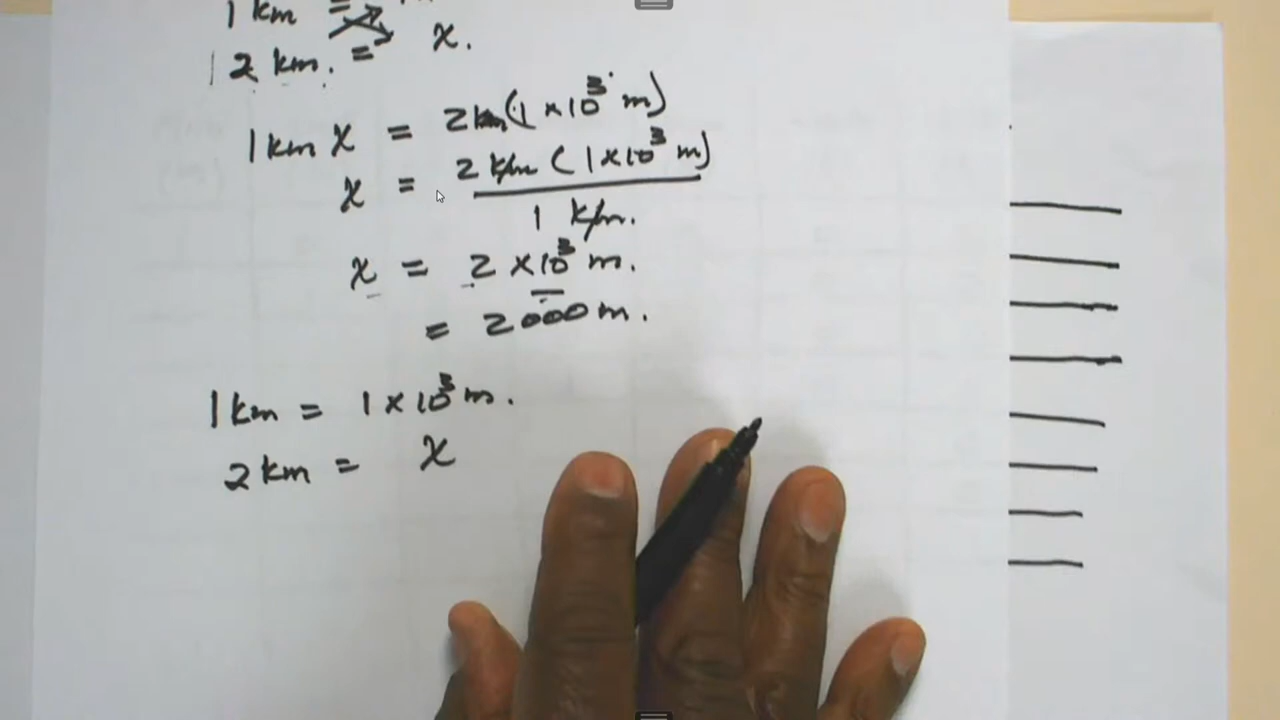 1 km =
2 km. = x.
1 km x = 2 km (1 × 10³ m)
x = 2 km (1 × 10³ m)
1 km.
x = 2 × 10³ m.
= 2000 m.
1 km = 1 × 10³ m.
2 km = x